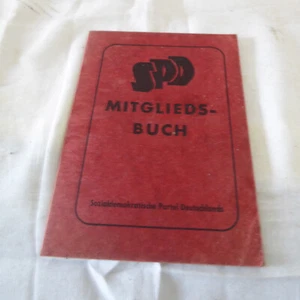 SPD
MITGLIEDS-
BUCH
Sozialdemokratische Partei Deutschlands